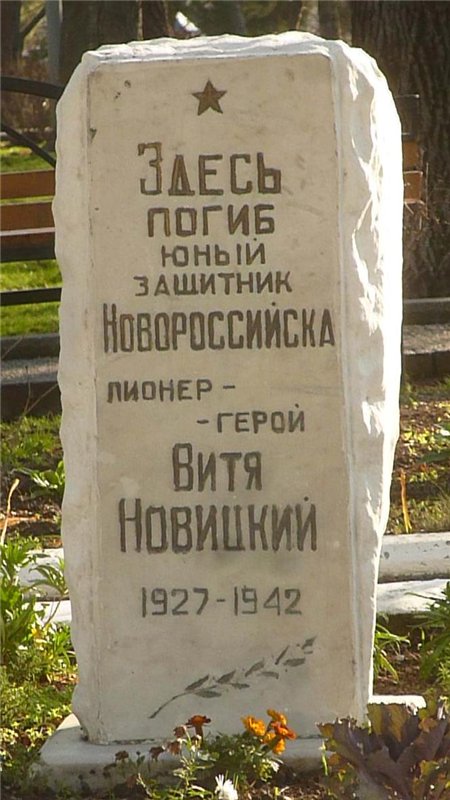 Здесь
погиб
юный
защитник
Новороссийска
пионер -
- герой
Витя
Новицкий
1927-1942